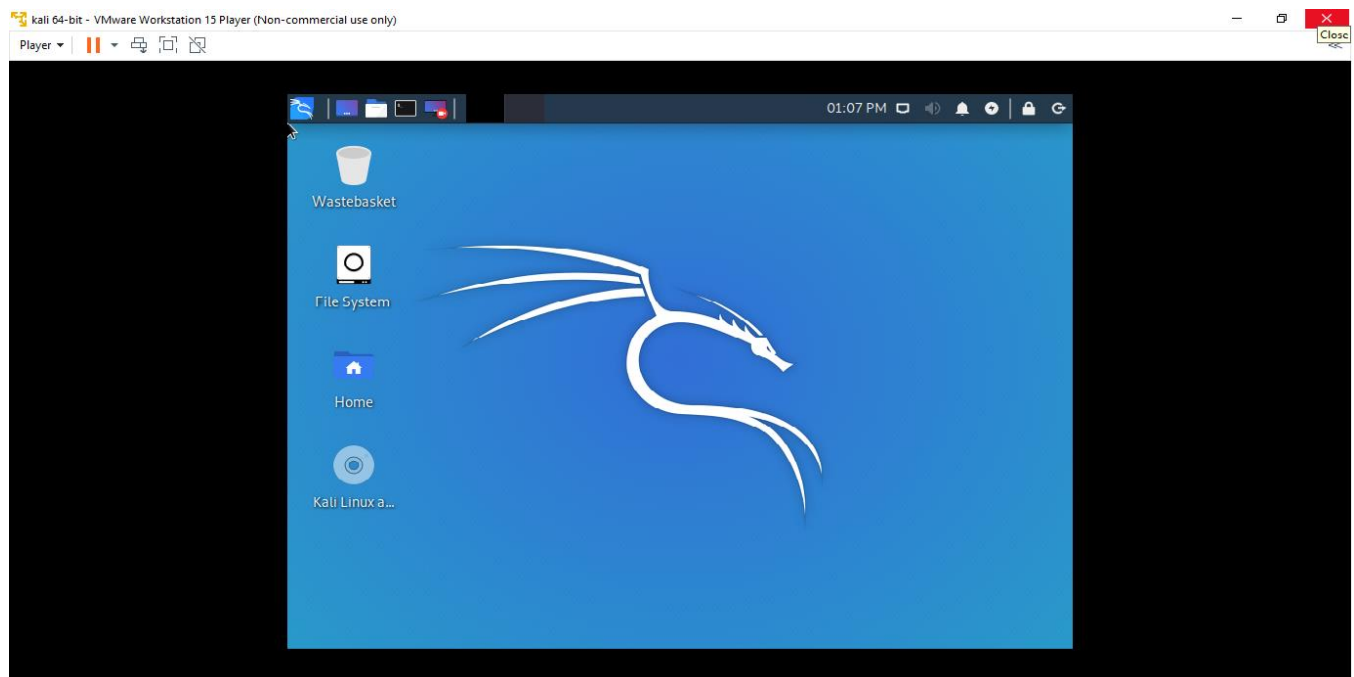 kali 64-bit - VMware Workstation 15 Player (Non-commercial use only)
Close
Player
01:07 PM
Wastebasket
File System
Home
Kali Linux a...